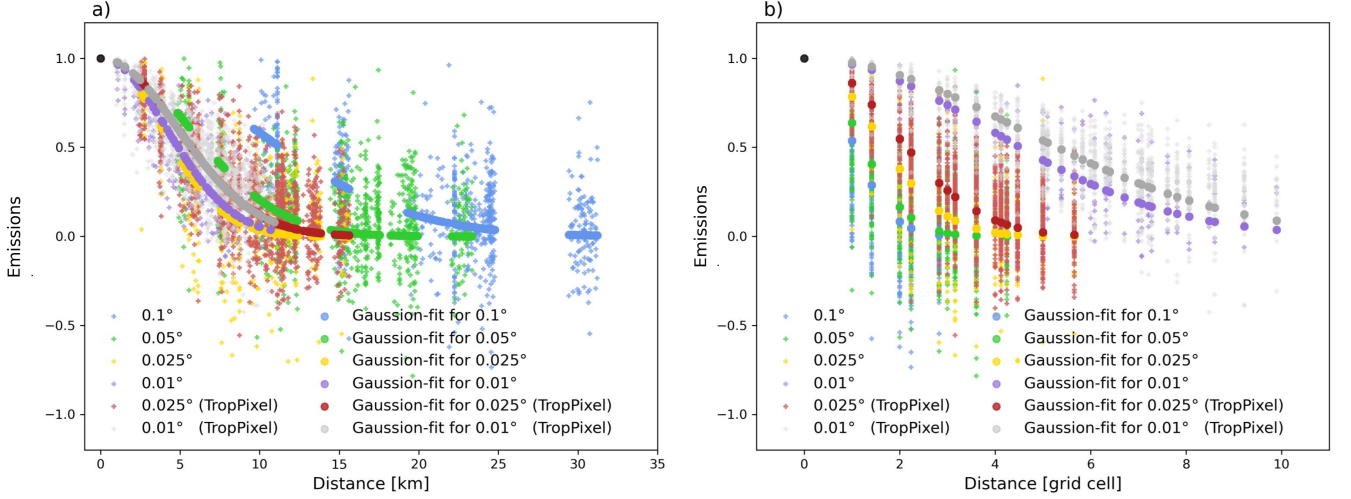 a)
Emissions
1.0
0.5
0.0
−0.5
−1.0
0.1°
0.05°
0.025°
0.01°
0.025° (TropPixel)
0.01° (TropPixel)
Gaussion-fit for 0.1°
Gaussion-fit for 0.05°
Gaussion-fit for 0.025°
Gaussion-fit for 0.01°
Gaussion-fit for 0.025° (TropPixel)
Gaussion-fit for 0.01° (TropPixel)
0 5 10 15 20 25 30 35
Distance [km]
b)
Emissions
1.0
0.5
0.0
−0.5
−1.0
0.1°
0.05°
0.025°
0.01°
0.025° (TropPixel)
0.01° (TropPixel)
Gaussion-fit for 0.1°
Gaussion-fit for 0.05°
Gaussion-fit for 0.025°
Gaussion-fit for 0.01°
Gaussion-fit for 0.025° (TropPixel)
Gaussion-fit for 0.01° (TropPixel)
0 2 4 6 8 10
Distance [grid cell]